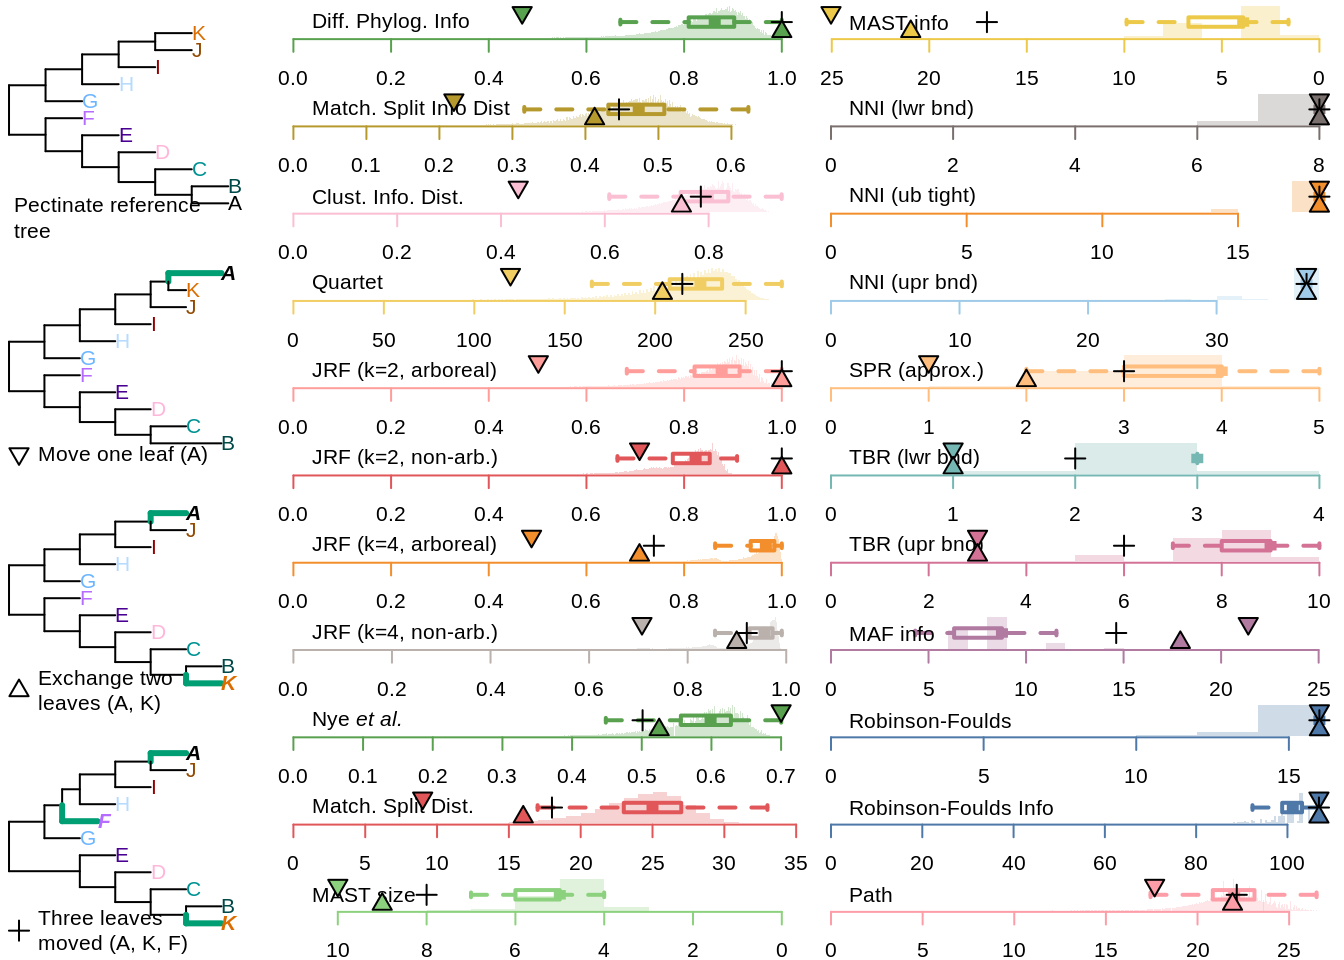 K
J
I
H
G
F
E
D
C
B
A
Pectinate reference
tree
A
K
J
I
H
G
F
E
D
C
B
Move one leaf (A)
A
J
I
H
G
F
E
D
C
B
K
Exchange two
leaves (A, K)
A
J
I
H
F
G
E
D
C
B
K
Three leaves
moved (A, K, F)
Diff. Phylog. Info
0.0 0.2 0.4 0.6 0.8 1.0
Match. Split Info Dist
0.0 0.1 0.2 0.3 0.4 0.5 0.6
Clust. Info. Dist.
0.0 0.2 0.4 0.6 0.8
Quartet
0 50 100 150 200 250
JRF (k=2, arboreal)
0.0 0.2 0.4 0.6 0.8 1.0
JRF (k=2, non-arb.)
0.0 0.2 0.4 0.6 0.8 1.0
JRF (k=4, arboreal)
0.0 0.2 0.4 0.6 0.8 1.0
JRF (k=4, non-arb.)
0.0 0.2 0.4 0.6 0.8 1.0
Nye et al.
0.0 0.1 0.2 0.3 0.4 0.5 0.6 0.7
Match. Split Dist.
0 5 10 15 20 25 30 35
MAST size
10 8 6 4 2 0
MAST info
25 20 15 10 5 0
NNI (lwr bnd)
0 2 4 6 8
NNI (ub tight)
0 5 10 15
NNI (upr bnd)
0 10 20 30
SPR (approx.)
0 1 2 3 4 5
TBR (lwr bnd)
0 1 2 3 4
TBR (upr bnd)
0 2 4 6 8 10
MAF info
0 5 10 15 20 25
Robinson-Foulds
0 5 10 15
Robinson-Foulds Info
0 20 40 60 80 100
Path
0 5 10 15 20 25